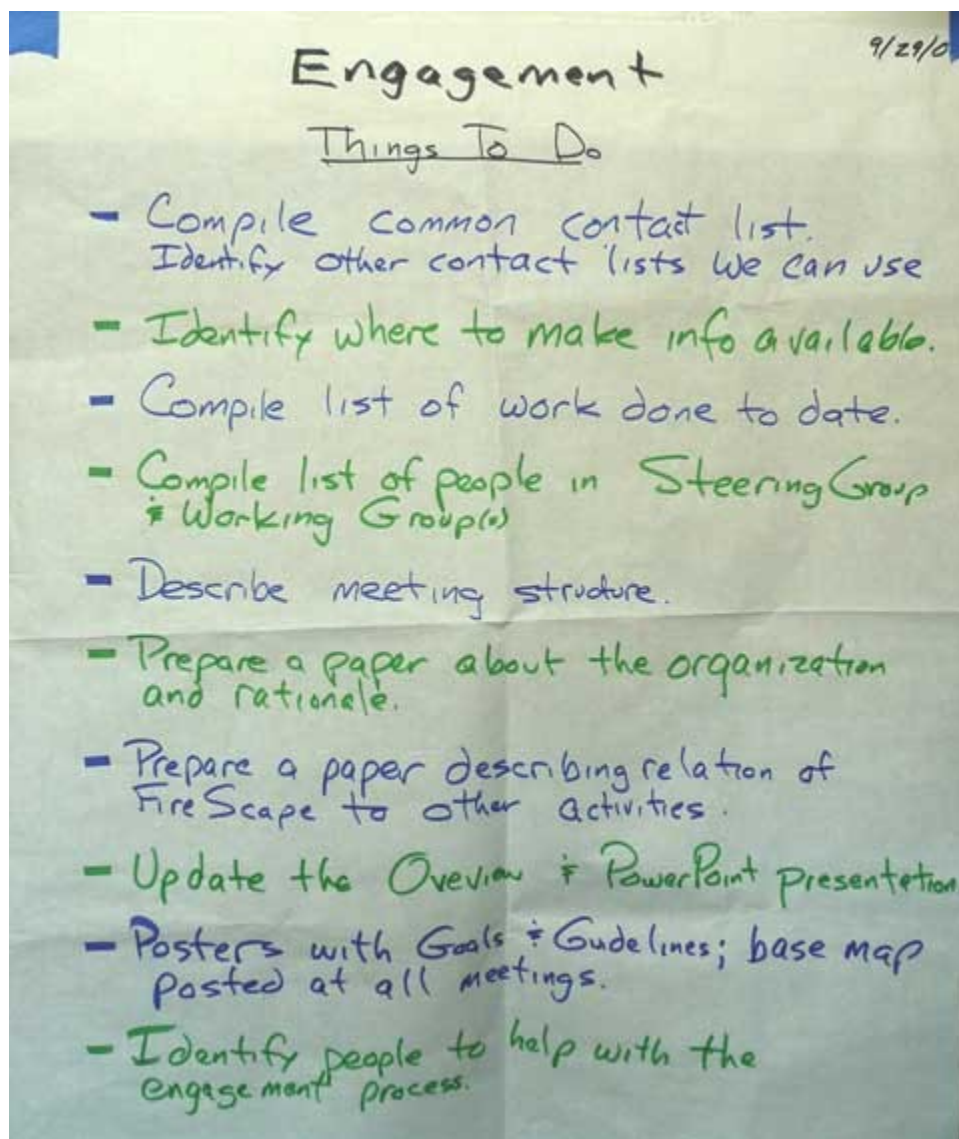 9/29/0
Engagement
Things To Do
- Compile common contact list.
Identify other contact lists we can use
- Identify where to make info available.
- Compile list of work done to date.
- Compile list of people in Steering Group
& Working Group(s)
- Describe meeting structure.
- Prepare a paper about the organization
and rationale.
- Prepare a paper describing relation of
FireScape to other activities.
- Update the Oveview & PowerPoint presentation
- Posters with Goals & Gudelines; base map
posted at all meetings.
- Identify people to help with the
engagement process.